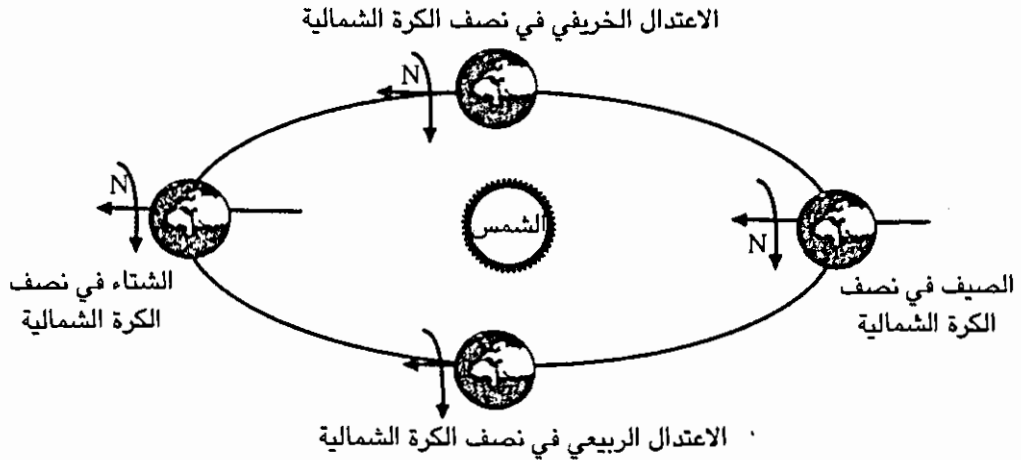 الاعتدال الخريفي في نصف الكرة الشمالية
N
N
N
الشمس
N
الشتاء في نصف
الكرة الشمالية
الصيف في نصف
الكرة الشمالية
الاعتدال الربيعي في نصف الكرة الشمالية